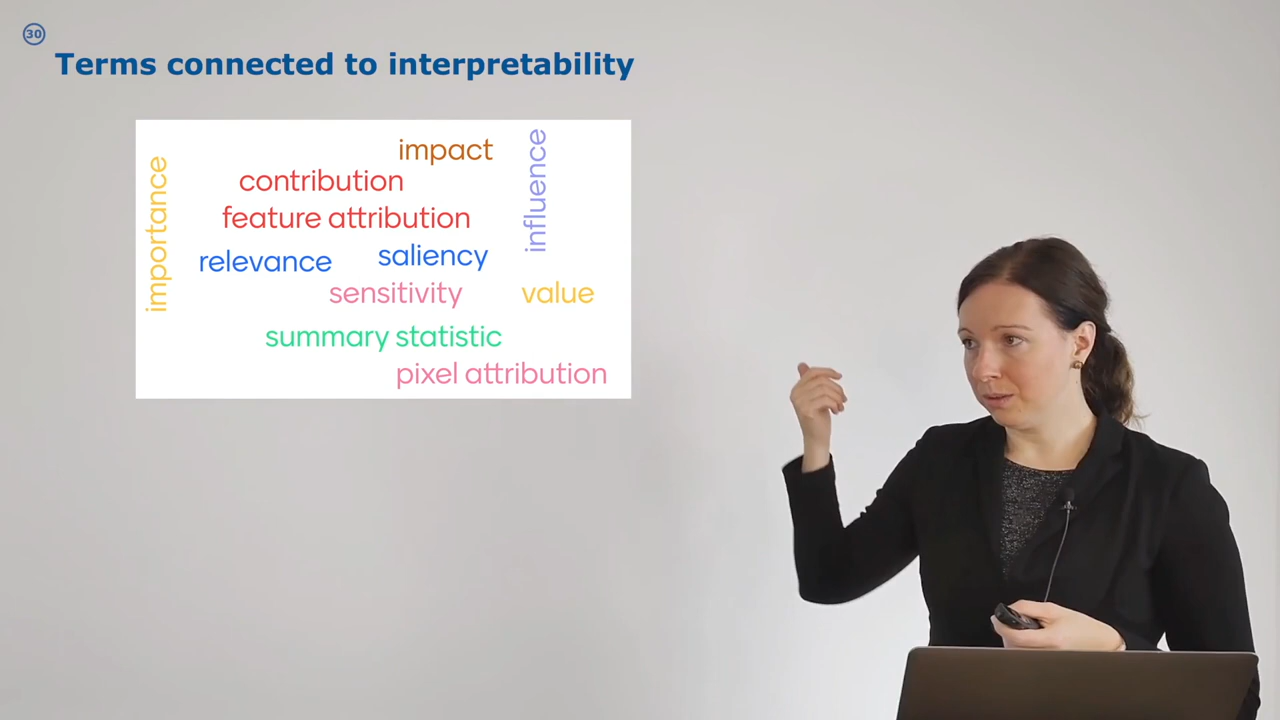 30
Terms connected to interpretability
impact
influence
importance
contribution
feature attribution
relevance
saliency
sensitivity
value
summary statistic
pixel attribution